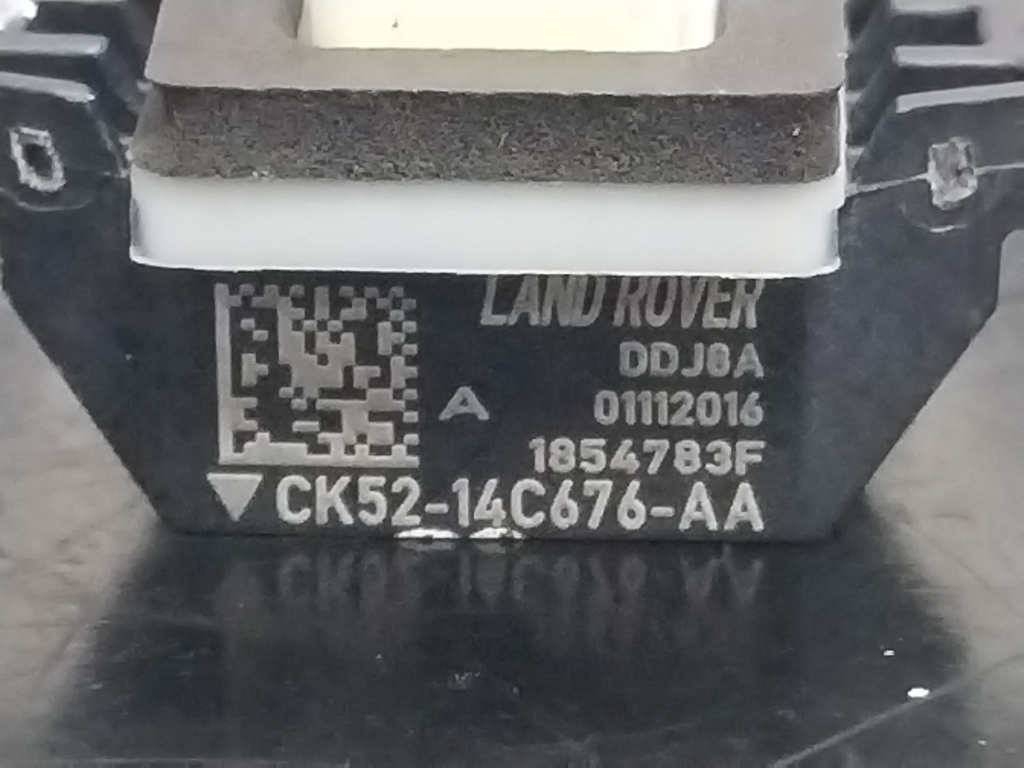 LAND ROVER
DDJ8A
A 01112016
1854783F
CK52-14C676-AA